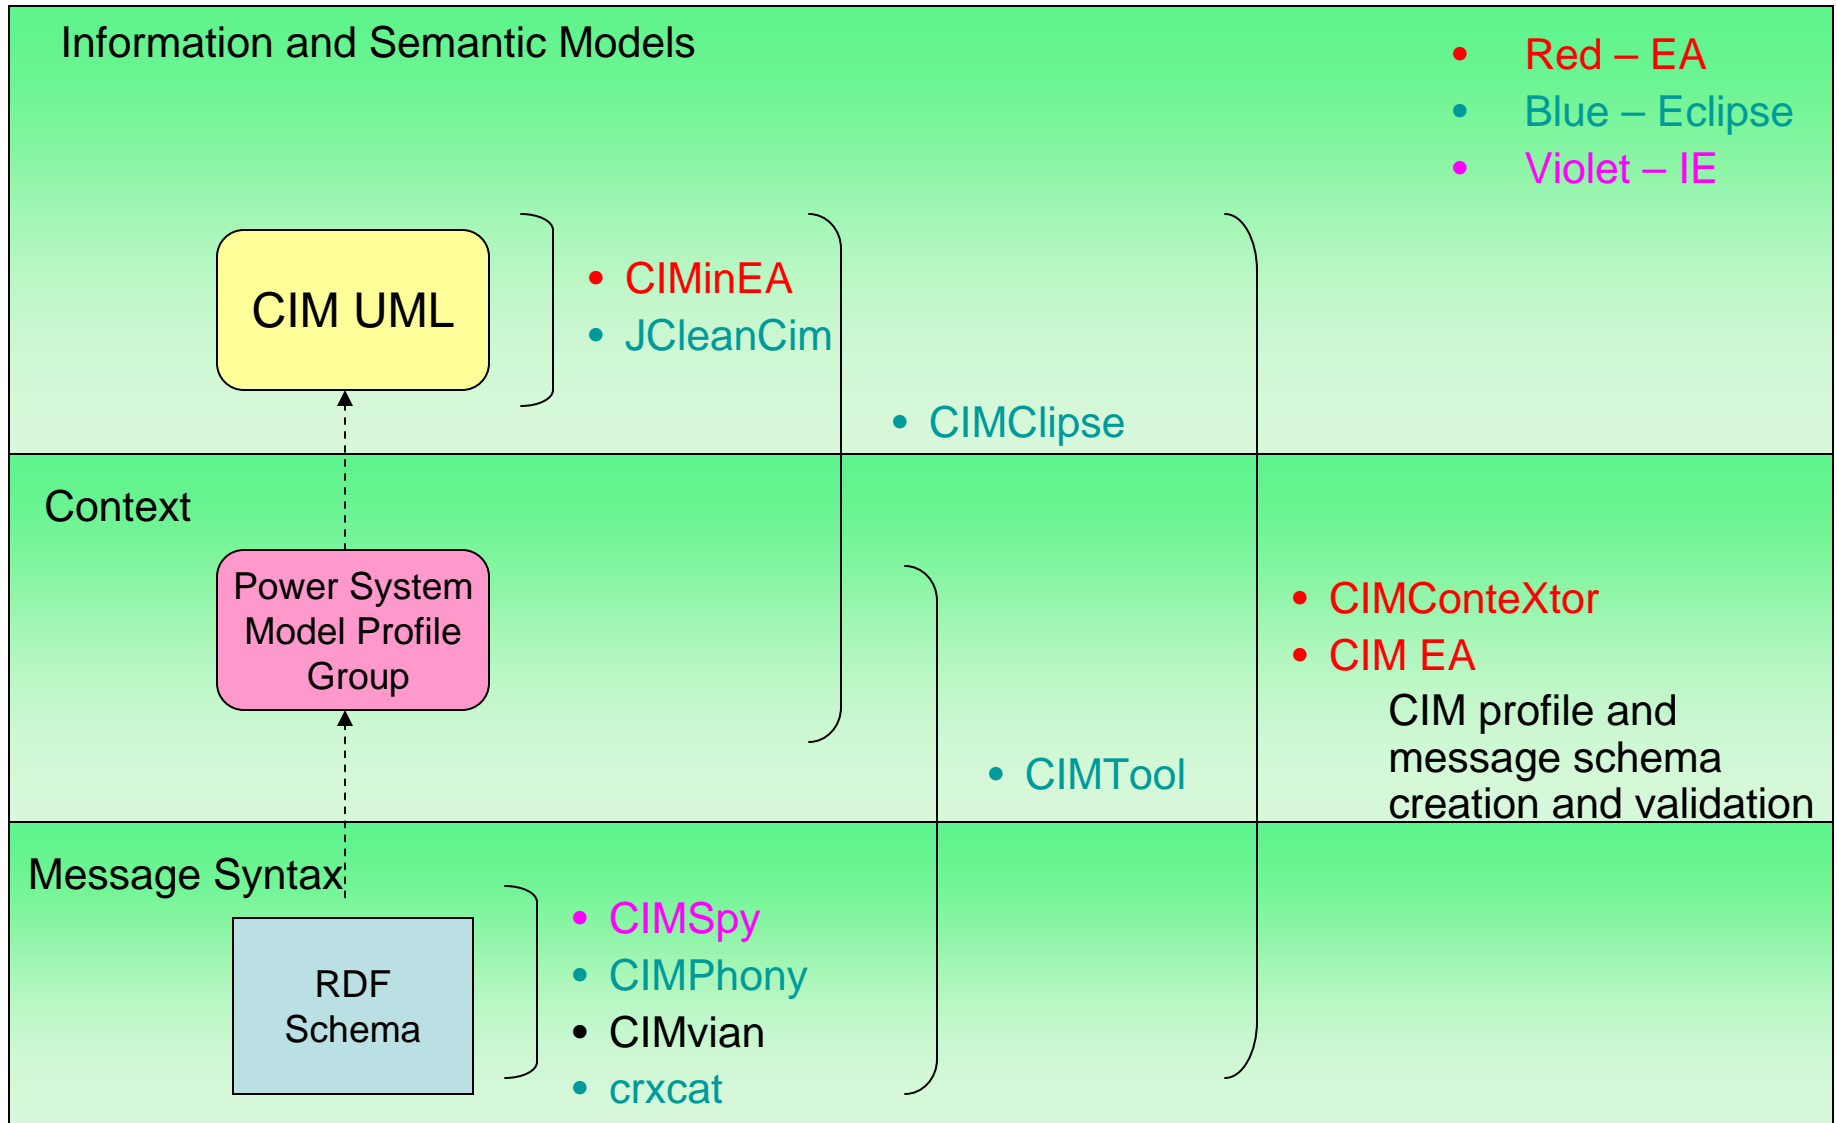 Information and Semantic Models
• Red – EA
• Blue – Eclipse
• Violet – IE
CIM UML
• CIMinEA
• JCleanCim
• CIMClipse
Context
Power System
Model Profile
Group
• CIMConteXtor
• CIM EA
CIM profile and
message schema
creation and validation
• CIMTool
Message Syntax
RDF
Schema
• CIMSpy
• CIMPhony
• CIMvian
• crxcat